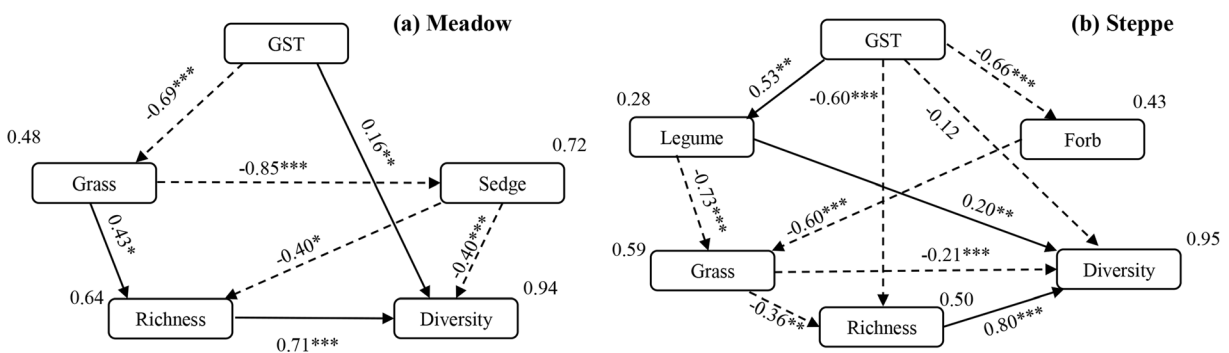 (a) Meadow
GST
-0.69***
0.16**
0.48
0.72
Grass
-0.85***
Sedge
0.43*
-0.40*
-0.40***
0.64
0.94
Richness
Diversity
0.71***
(b) Steppe
GST
0.53**
-0.60***
-0.66***
-0.12
0.28
0.43
Legume
Forb
-0.73***
-0.60***
0.20**
0.59
0.95
Grass
-0.21***
Diversity
-0.36**
0.50
Richness
0.80***